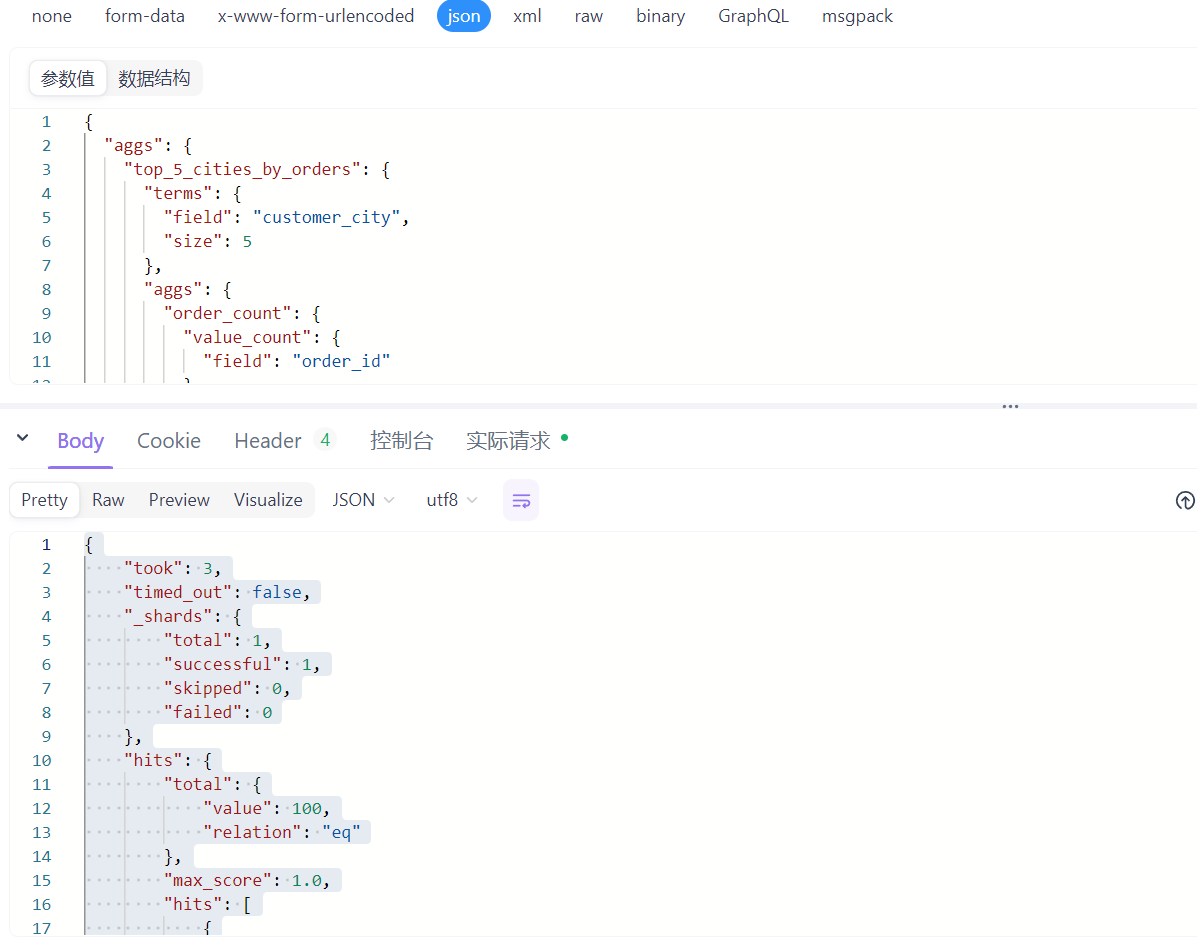 none form-data x-www-form-urlencoded json xml raw binary GraphQL msgpack
参数值 数据结构
1 {
2 "aggs": {
3 "top_5_cities_by_orders": {
4 "terms": {
5 "field": "customer_city",
6 "size": 5
7 },
8 "aggs": {
9 "order_count": {
10 "value_count": {
11 "field": "order_id"
12 }
Body Cookie Header 4 控制台 实际请求
Pretty Raw Preview Visualize JSON utf8
1 {
2 "took": 3,
3 "timed_out": false,
4 "_shards": {
5 "total": 1,
6 "successful": 1,
7 "skipped": 0,
8 "failed": 0
9 },
10 "hits": {
11 "total": {
12 "value": 100,
13 "relation": "eq"
14 },
15 "max_score": 1.0,
16 "hits": [
17 {